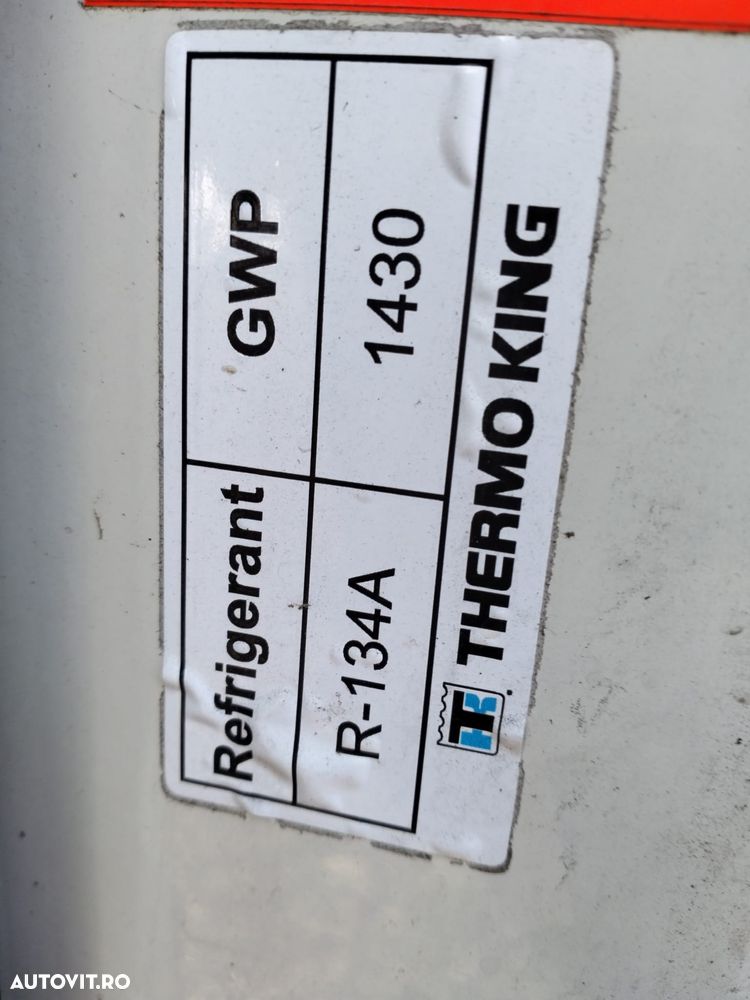 Refrigerant GWP
R-134A 1430
THERMO KING
AUTOVIT.RO